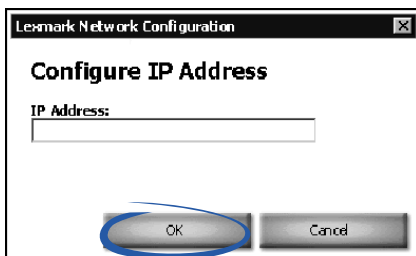 Lexmark Network Configuration
Configure IP Address
IP Address:
OK
Cancel